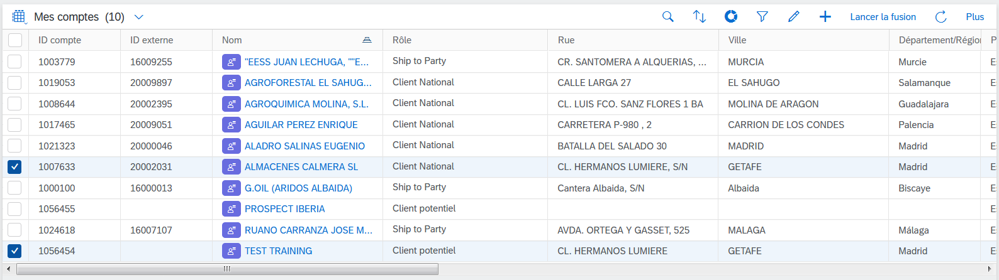 Mes comptes (10) Lancer la fusion Plus
ID compte ID externe Nom Rôle Rue Ville Département/Région P
1003779 16009255 "EESS JUAN LECHUGA, ""E... Ship to Party CR. SANTOMERA A ALQUERIAS, ... MURCIA Murcie
1019053 20009897 AGROFORESTAL EL SAHUG... Client National CALLE LARGA 27 EL SAHUGO Salamanque
1008644 20002395 AGROQUIMICA MOLINA, S.L. Client National CL. LUIS FCO. SANZ FLORES 1 BA MOLINA DE ARAGON Guadalajara
1017465 20009051 AGUILAR PEREZ ENRIQUE Client National CARRETERA P-980 , 2 CARRION DE LOS CONDES Palencia
1021323 20000046 ALADRO SALINAS EUGENIO Client National BATALLA DEL SALADO 30 MADRID Madrid
1007633 20002031 ALMACENES CALMERA SL Client National CL. HERMANOS LUMIERE, S/N GETAFE Madrid
1000100 16000013 G.OIL (ARIDOS ALBAIDA) Ship to Party Cantera Albaida, S/N Albaida Biscaye
1056455 PROSPECT IBERIA Client potentiel
1024618 16007107 RUANO CARRANZA JOSE M... Ship to Party AVDA. ORTEGA Y GASSET, 525 MALAGA Málaga
1056454 TEST TRAINING Client potentiel CL. HERMANOS LUMIERE GETAFE Madrid